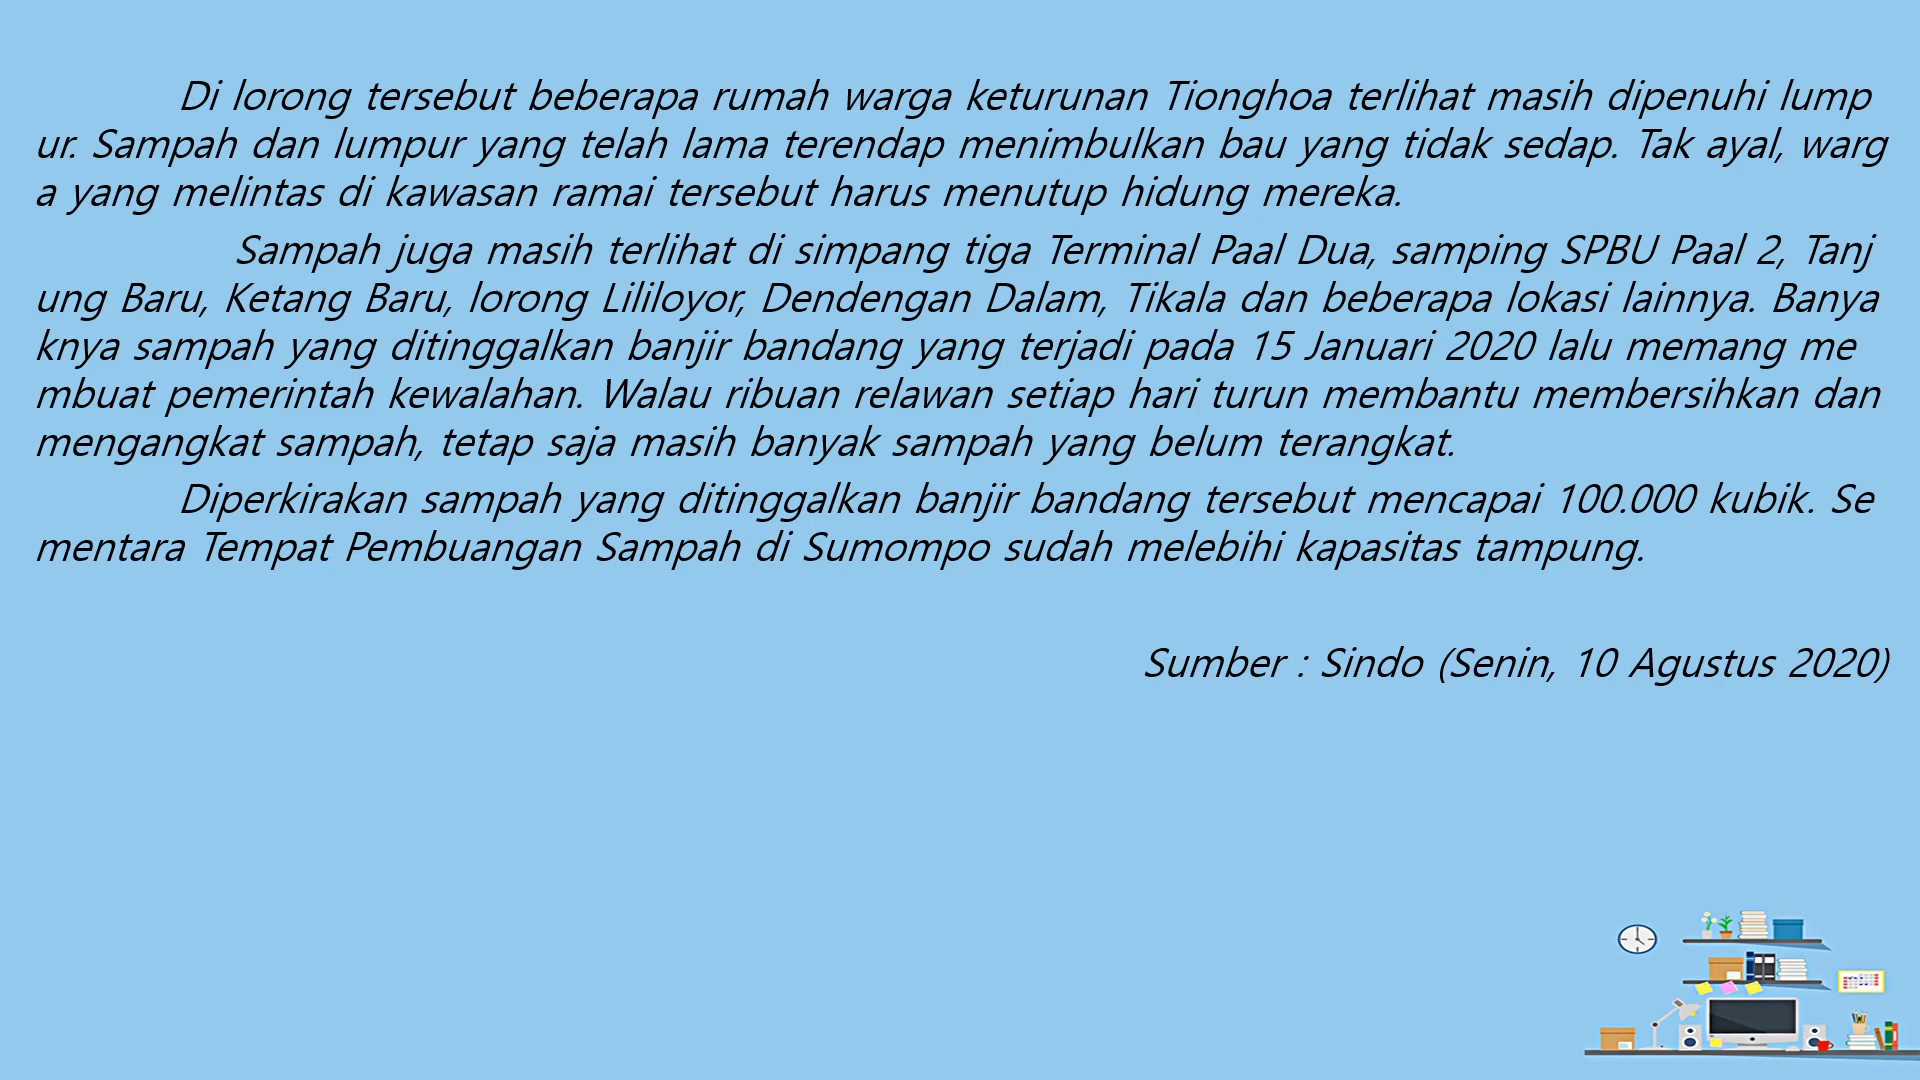 Di lorong tersebut beberapa rumah warga keturunan Tionghoa terlihat masih dipenuhi lump
ur. Sampah dan lumpur yang telah lama terendap menimbulkan bau yang tidak sedap. Tak ayal, warg
a yang melintas di kawasan ramai tersebut harus menutup hidung mereka.
Sampah juga masih terlihat di simpang tiga Terminal Paal Dua, samping SPBU Paal 2, Tanj
ung Baru, Ketang Baru, lorong Lililoyor, Dendengan Dalam, Tikala dan beberapa lokasi lainnya. Banya
knya sampah yang ditinggalkan banjir bandang yang terjadi pada 15 Januari 2020 lalu memang me
mbuat pemerintah kewalahan. Walau ribuan relawan setiap hari turun membantu membersihkan dan
mengangkat sampah, tetap saja masih banyak sampah yang belum terangkat.
Diperkirakan sampah yang ditinggalkan banjir bandang tersebut mencapai 100.000 kubik. Se
mentara Tempat Pembuangan Sampah di Sumompo sudah melebihi kapasitas tampung.
Sumber : Sindo (Senin, 10 Agustus 2020)